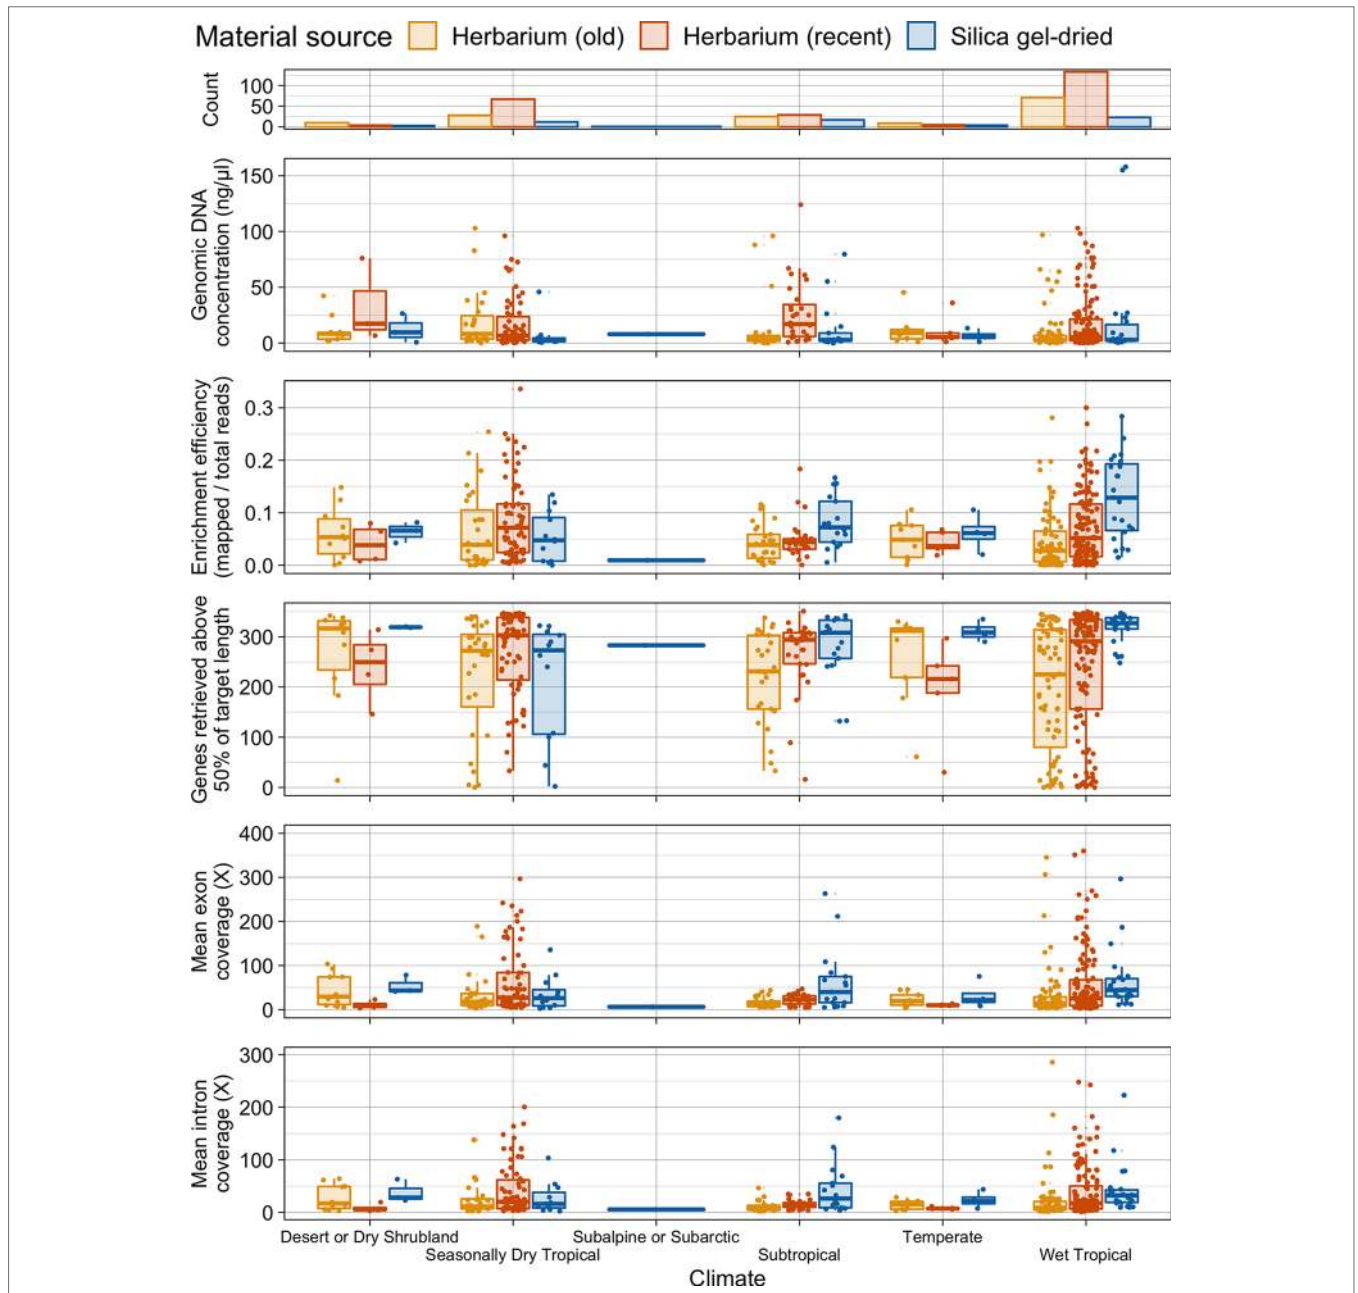 Material source Herbarium (old) Herbarium (recent) Silica gel-dried
Count
100
50
0
Genomic DNA
concentration (ng/µl)
150
100
50
0
Enrichment efficiency
(mapped / total reads)
0.3
0.2
0.1
0.0
Genes retrieved above
50% of target length
300
200
100
0
Mean exon
coverage (X)
400
300
200
100
0
Mean intron
coverage (X)
300
200
100
0
Desert or Dry Shrubland
Seasonally Dry Tropical
Subalpine or Subarctic
Subtropical
Temperate
Wet Tropical
Climate